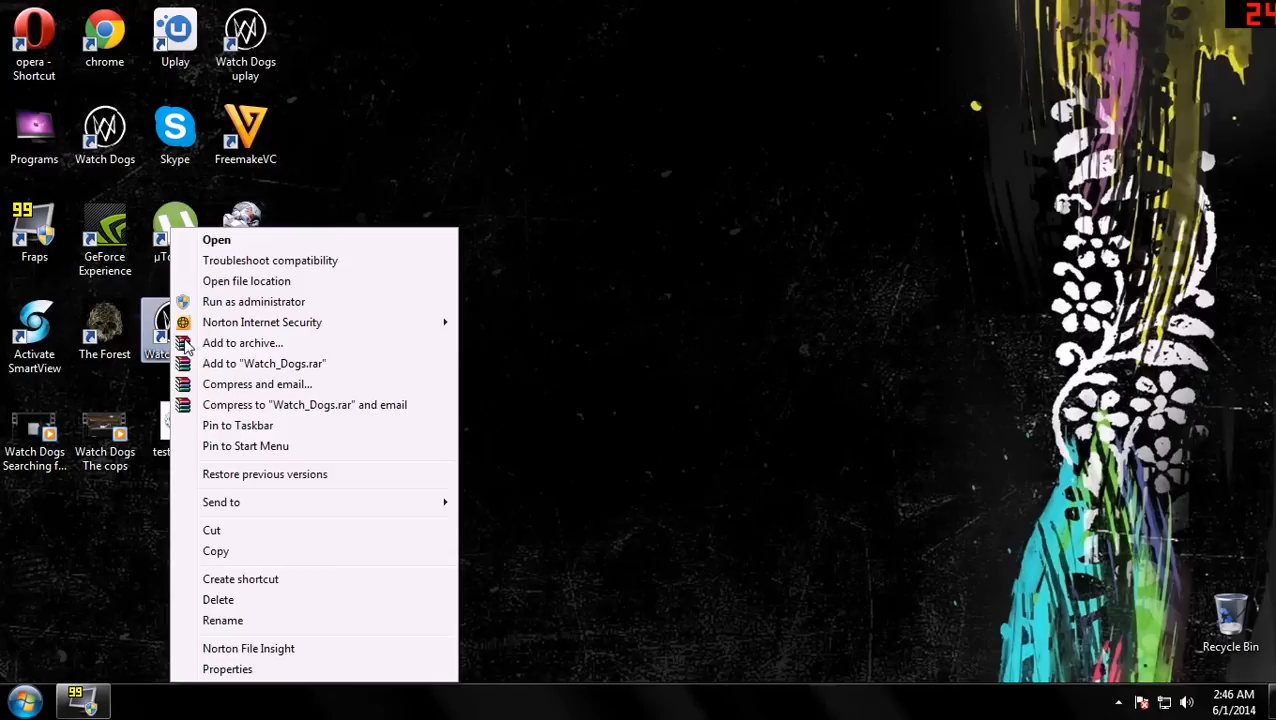 24
opera -
Shortcut
chrome
Uplay
Watch Dogs
uplay
Programs
Watch Dogs
Skype
FreemakeVC
99
Fraps
GeForce
Experience
Activate
SmartView
The Forest
Watch Dogs
Searching f...
Watch Dogs
The cops
Open
Troubleshoot compatibility
Open file location
Run as administrator
Norton Internet Security
Add to archive...
Add to "Watch_Dogs.rar"
Compress and email...
Compress to "Watch_Dogs.rar" and email
Pin to Taskbar
Pin to Start Menu
Restore previous versions
Send to
Cut
Copy
Create shortcut
Delete
Rename
Norton File Insight
Properties
Recycle Bin
99
2:46 AM
6/1/2014